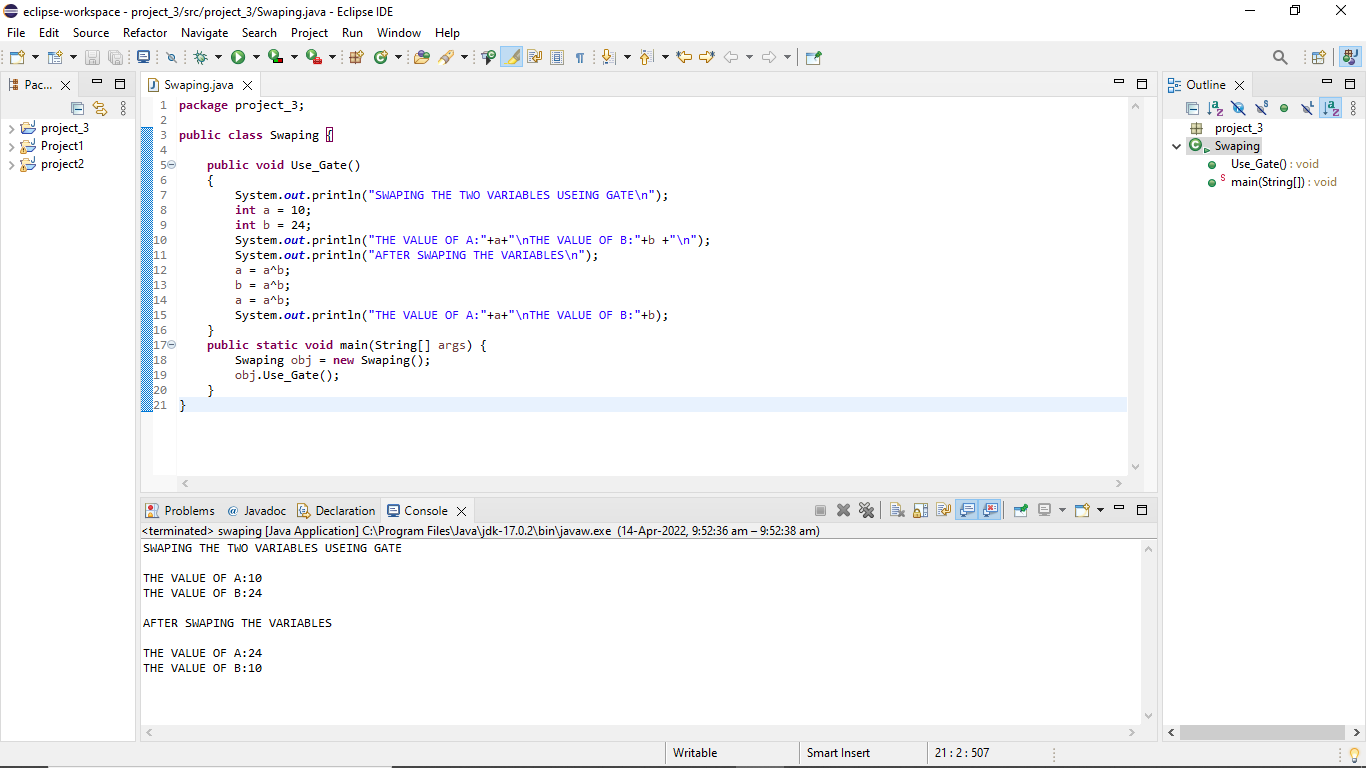 eclipse-workspace - project_3/src/project_3/Swaping.java - Eclipse IDE
File Edit Source Refactor Navigate Search Project Run Window Help
Pac...
project_3
Project1
project2
Swaping.java
1 package project_3;
2
3 public class Swaping {
4
5 public void Use_Gate()
6 {
7 System.out.println("SWAPING THE TWO VARIABLES USEING GATE\n");
8 int a = 10;
9 int b = 24;
10 System.out.println("THE VALUE OF A:"+a+"\nTHE VALUE OF B:"+b +"\n");
11 System.out.println("AFTER SWAPING THE VARIABLES\n");
12 a = a^b;
13 b = a^b;
14 a = a^b;
15 System.out.println("THE VALUE OF A:"+a+"\nTHE VALUE OF B:"+b);
16 }
17 public static void main(String[] args) {
18 Swaping obj = new Swaping();
19 obj.Use_Gate();
20 }
21 }
Outline
project_3
Swaping
Use_Gate() : void
main(String[]) : void
Problems @ Javadoc Declaration Console
<terminated> swaping [Java Application] C:\Program Files\Java\jdk-17.0.2\bin\javaw.exe (14-Apr-2022, 9:52:36 am – 9:52:38 am)
SWAPING THE TWO VARIABLES USEING GATE
THE VALUE OF A:10
THE VALUE OF B:24
AFTER SWAPING THE VARIABLES
THE VALUE OF A:24
THE VALUE OF B:10
Writable Smart Insert 21 : 2 : 507